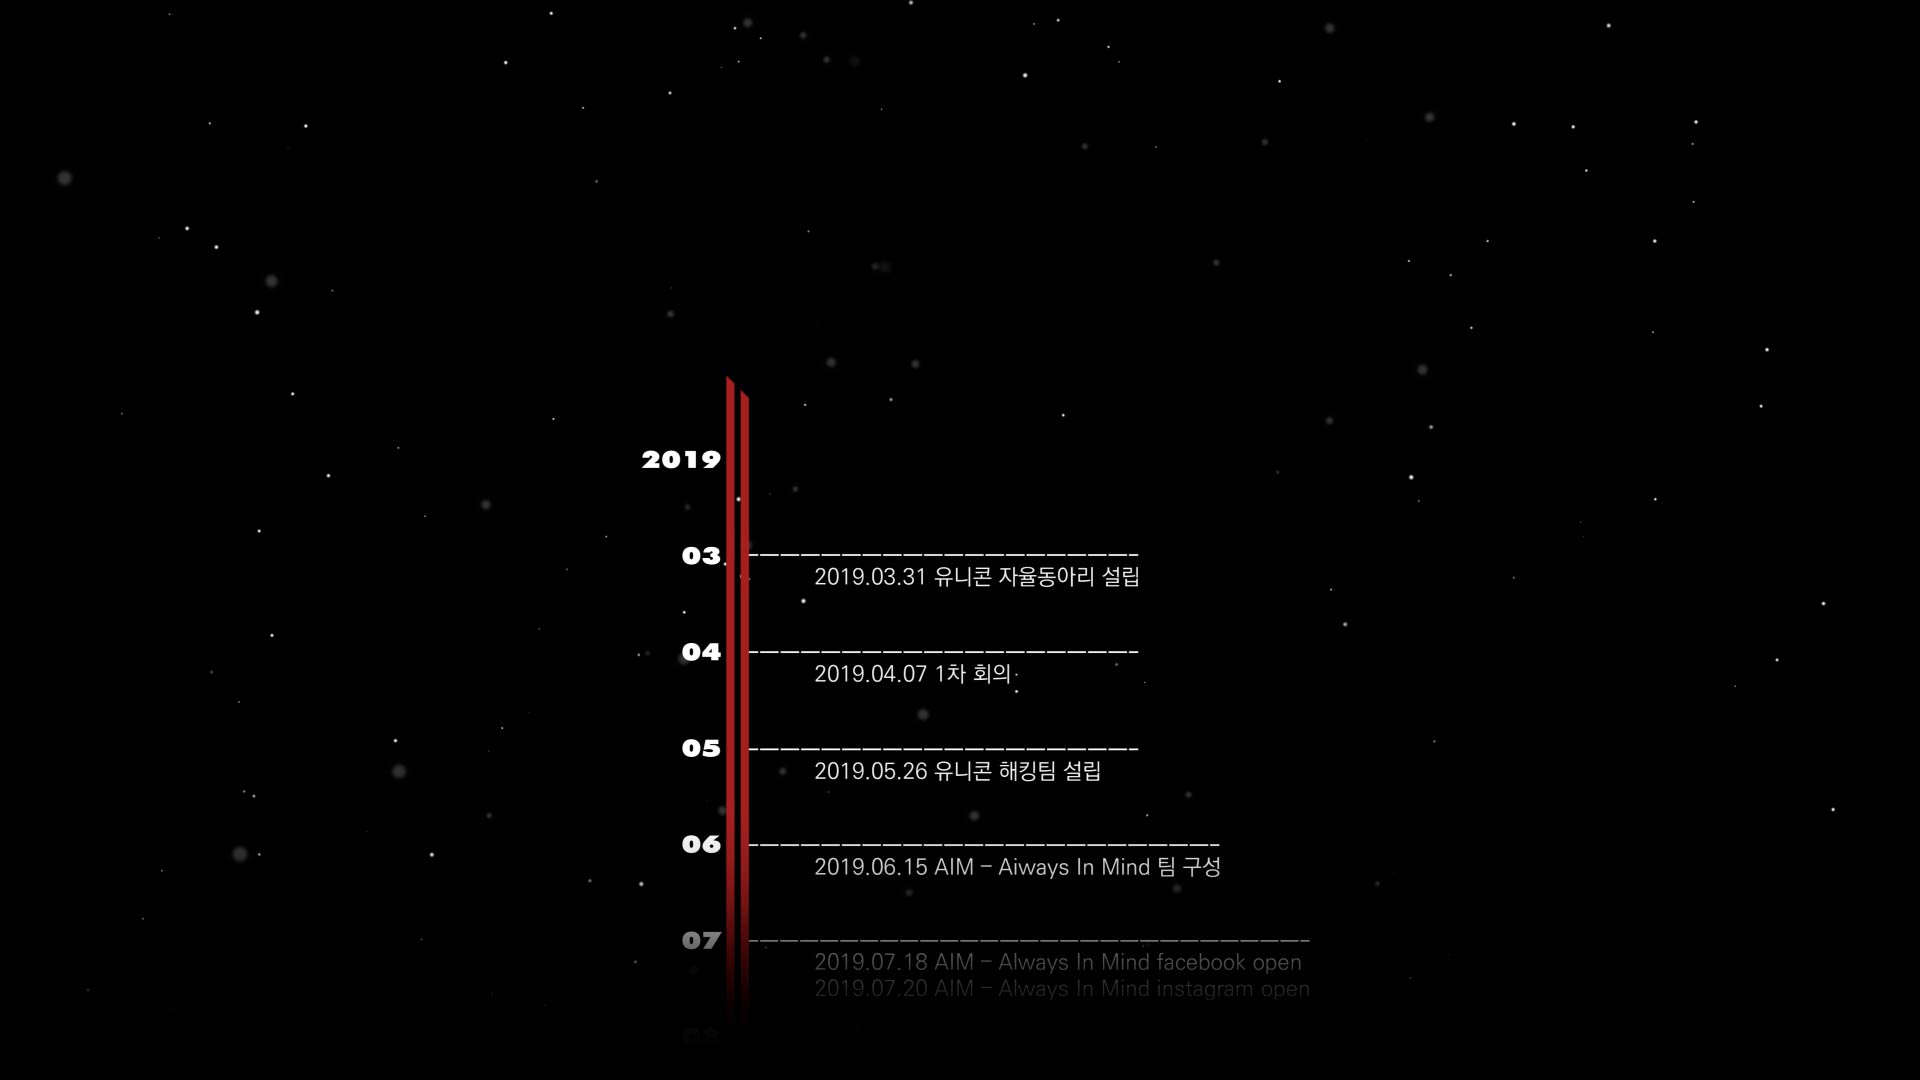 2019
03
2019.03.31 유니콘 자율동아리 설립
04
2019.04.07 1차 회의
05
2019.05.26 유니콘 해킹팀 설립
06
2019.06.15 AIM – Aiways In Mind 팀 구성
07
2019.07.18 AIM – Always In Mind facebook open
2019.07.20 AIM – Always In Mind instagram open
08